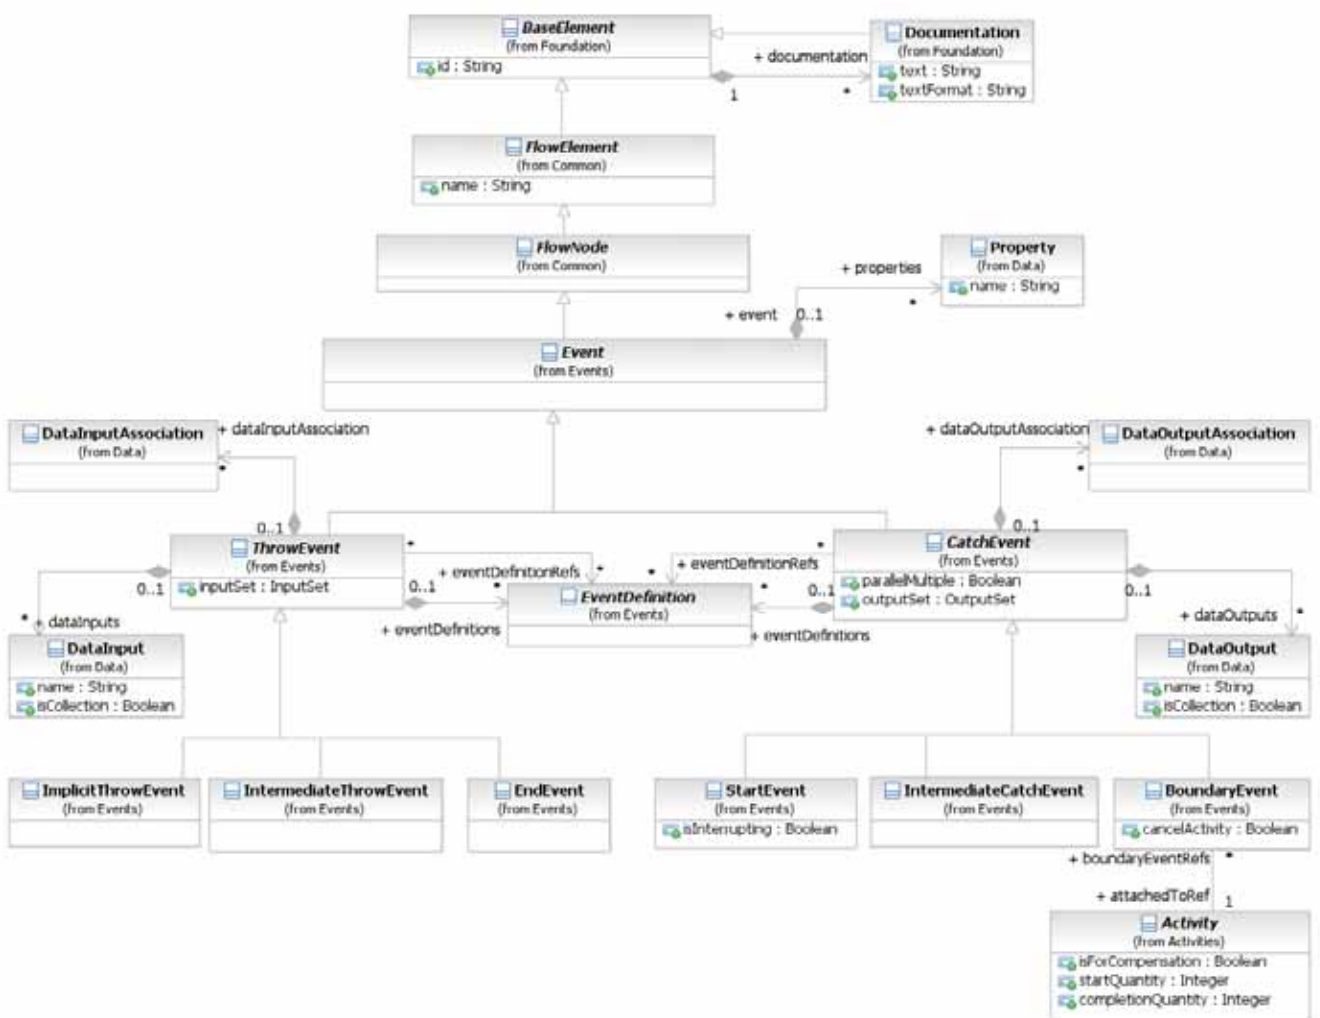 BaseElement
(from Foundation)
id : String
Documentation
(from Foundation)
text : String
textFormat : String
+ documentation
1
*
FlowElement
(from Common)
name : String
FlowNode
(from Common)
Property
(from Data)
name : String
+ properties
*
+ event
0..1
Event
(from Events)
DataInputAssociation
(from Data)
+ dataInputAssociation
*
0..1
+ dataOutputAssociation
*
0..1
DataOutputAssociation
(from Data)
ThrowEvent
(from Events)
inputSet : InputSet
0..1
*
+ dataInputs
*
+ eventDefinitionRefs
*
0..1
*
+ eventDefinitions
EventDefinition
(from Events)
*
+ eventDefinitionRefs
*
*
0..1
+ eventDefinitions
CatchEvent
(from Events)
parallelMultiple : Boolean
outputSet : OutputSet
0..1
+ dataOutputs
*
DataInput
(from Data)
name : String
isCollection : Boolean
DataOutput
(from Data)
name : String
isCollection : Boolean
ImplicitThrowEvent
(from Events)
IntermediateThrowEvent
(from Events)
EndEvent
(from Events)
StartEvent
(from Events)
isInterrupting : Boolean
IntermediateCatchEvent
(from Events)
BoundaryEvent
(from Events)
cancelActivity : Boolean
+ boundaryEventRefs
*
+ attachedToRef
1
Activity
(from Activities)
isForCompensation : Boolean
startQuantity : Integer
completionQuantity : Integer